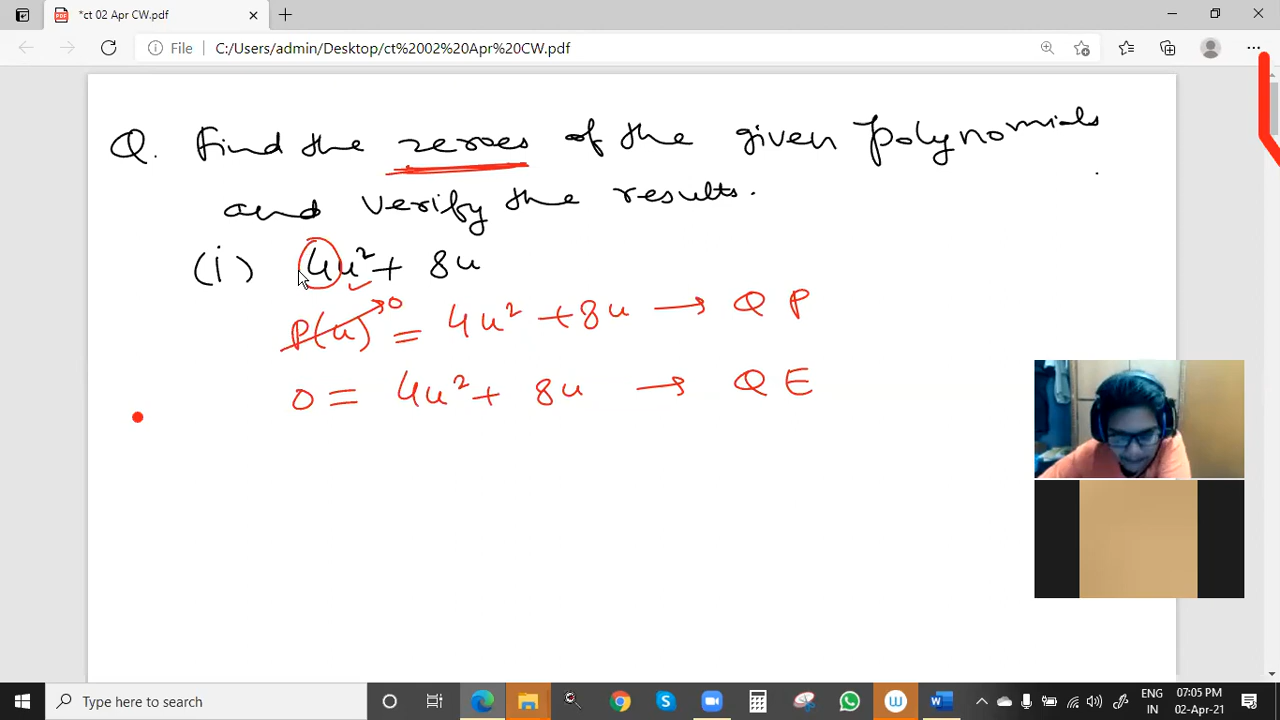 *ct 02 Apr CW.pdf
File C:/Users/admin/Desktop/ct%2002%20Apr%20CW.pdf
Q. Find the zeroes of the given polynomials
and verify the results.
(i) 4u² + 8u
P(u) → 0 = 4u² + 8u → Q P
0 = 4u² + 8u → Q E
Type here to search
ENG
IN
07:05 PM
02-Apr-21